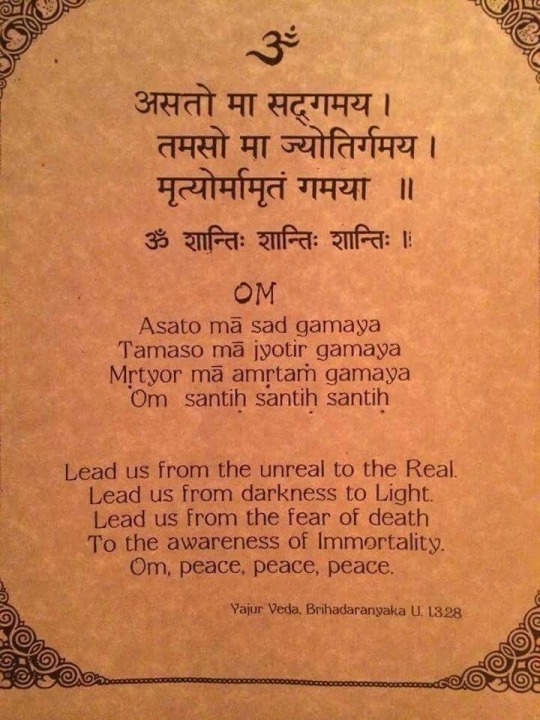 ॐ
असतो मा सद्गमय ।
तमसो मा ज्योतिर्गमय ।
मृत्योर्मामृतं गमया ॥
ॐ शान्तिः शान्तिः शान्तिः ॥
OM
Asato mā sad gamaya
Tamaso mā jyotir gamaya
Mṛtyor mā amṛtaṁ gamaya
Om santiḥ santiḥ santiḥ
Lead us from the unreal to the Real.
Lead us from darkness to Light.
Lead us from the fear of death
To the awareness of Immortality.
Om, peace, peace, peace.
Yajur Veda, Brihadaranyaka U. 1.3.28